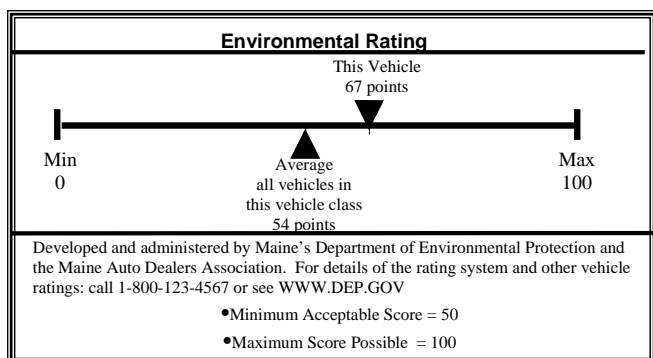 Environmental Rating
This Vehicle
67 points
Min
0
Max
100
Average
all vehicles in
this vehicle class
54 points
Developed and administered by Maine's Department of Environmental Protection and
the Maine Auto Dealers Association.  For details of the rating system and other vehicle
ratings: call 1-800-123-4567 or see WWW.DEP.GOV
•Minimum Acceptable Score = 50
•Maximum Score Possible  = 100